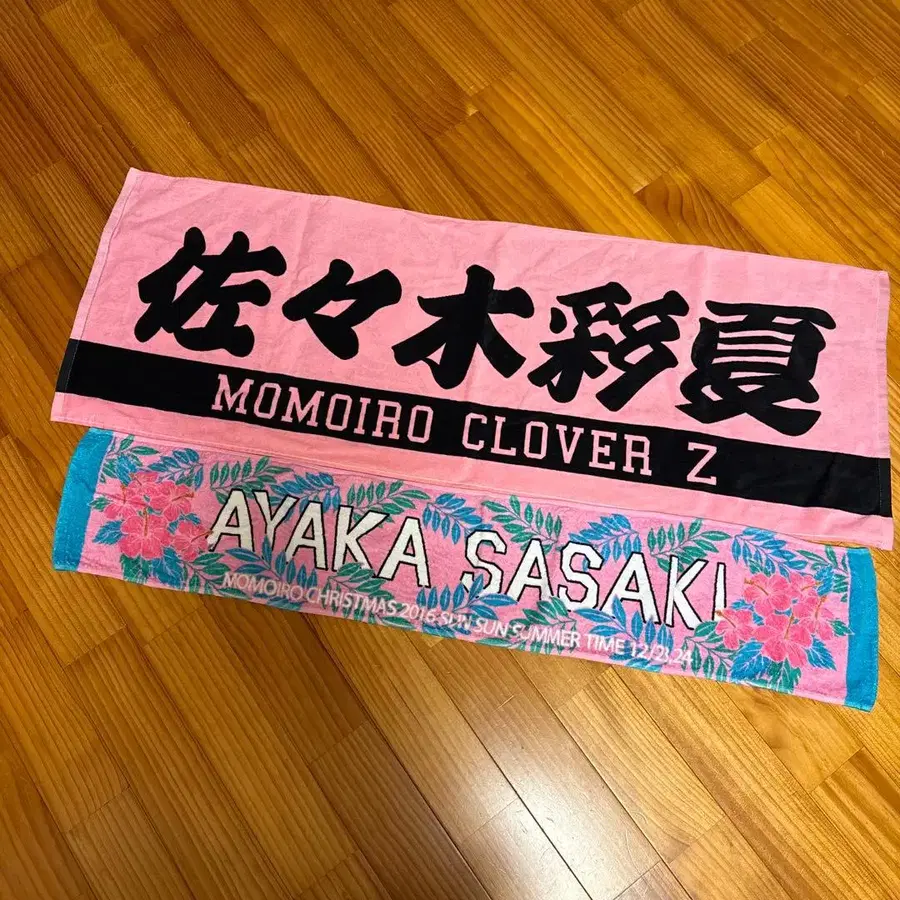 佐々木彩夏
MOMOIRO CLOVER Z
AYAKA SASAKI
MOMOIRO CHRISTMAS 2016 SUN SUN SUMMER TIME 12/23.24